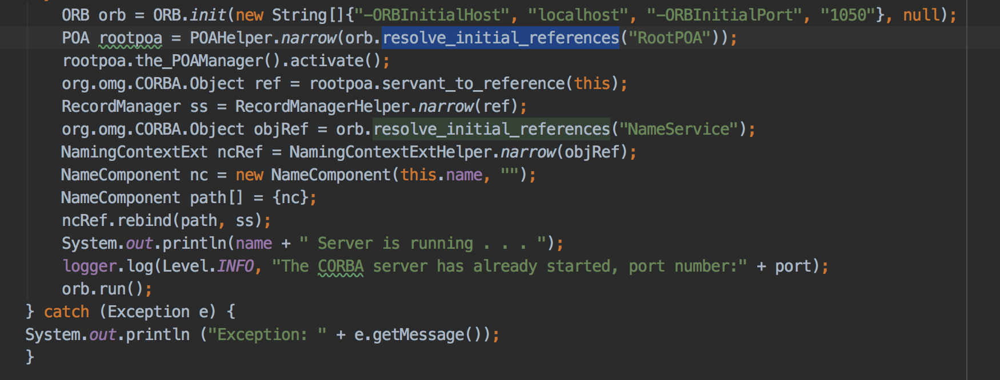 ORB orb = ORB.init(new String[]{"-ORBInitialHost", "localhost", "-ORBInitialPort", "1050"}, null);
POA rootpoa = POAHelper.narrow(orb.resolve_initial_references("RootPOA"));
rootpoa.the_POAManager().activate();
org.omg.CORBA.Object ref = rootpoa.servant_to_reference(this);
RecordManager ss = RecordManagerHelper.narrow(ref);
org.omg.CORBA.Object objRef = orb.resolve_initial_references("NameService");
NamingContextExt ncRef = NamingContextExtHelper.narrow(objRef);
NameComponent nc = new NameComponent(this.name, "");
NameComponent path[] = {nc};
ncRef.rebind(path, ss);
System.out.println(name + " Server is running . . . ");
logger.log(Level.INFO, "The CORBA server has already started, port number:" + port);
orb.run();
} catch (Exception e) {
System.out.println ("Exception: " + e.getMessage());
}